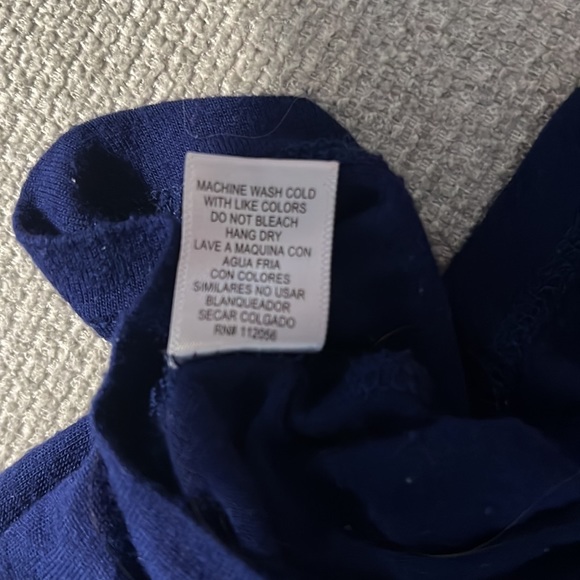 MACHINE WASH COLD
WITH LIKE COLORS
DO NOT BLEACH
HANG DRY
LAVE A MAQUINA CON
AGUA FRIA
CON COLORES
SIMILARES NO USAR
BLANQUEADOR
SECAR COLGADO
RN# 112056